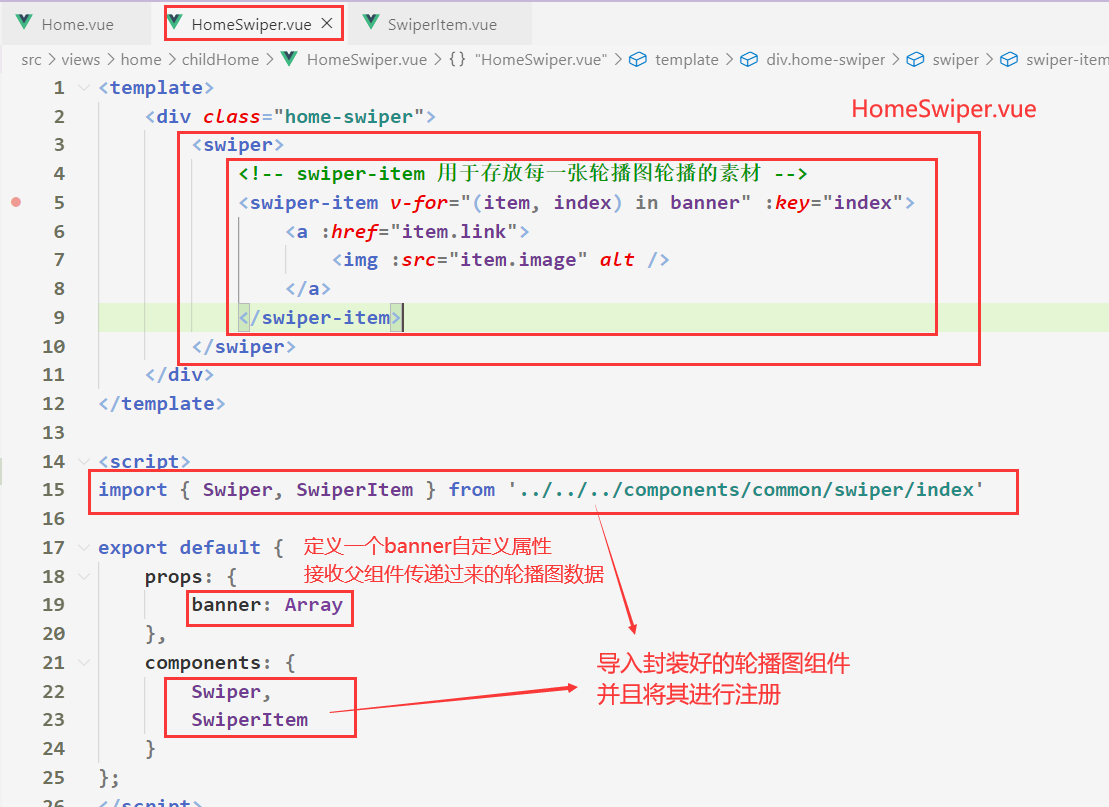 Home.vue HomeSwiper.vue × SwiperItem.vue
src > views > home > childHome > HomeSwiper.vue > {} "HomeSwiper.vue" > template > div.home-swiper > swiper > swiper-item
HomeSwiper.vue
1 <template>
2 <div class="home-swiper">
3 <swiper>
4 <!-- swiper-item 用于存放每一张轮播图轮播的素材 -->
5 <swiper-item v-for="(item, index) in banner" :key="index">
6 <a :href="item.link">
7 <img :src="item.image" alt />
8 </a>
9 </swiper-item>
10 </swiper>
11 </div>
12 </template>
13
14 <script>
15 import { Swiper, SwiperItem } from '../../../components/common/swiper/index'
16
17 export default {
定义一个banner自定义属性
接收父组件传递过来的轮播图数据
18 props: {
19 banner: Array
20 },
21 components: {
22 Swiper,
23 SwiperItem
导入封装好的轮播图组件
并且将其进行注册
24 }
25 };
26 </script>